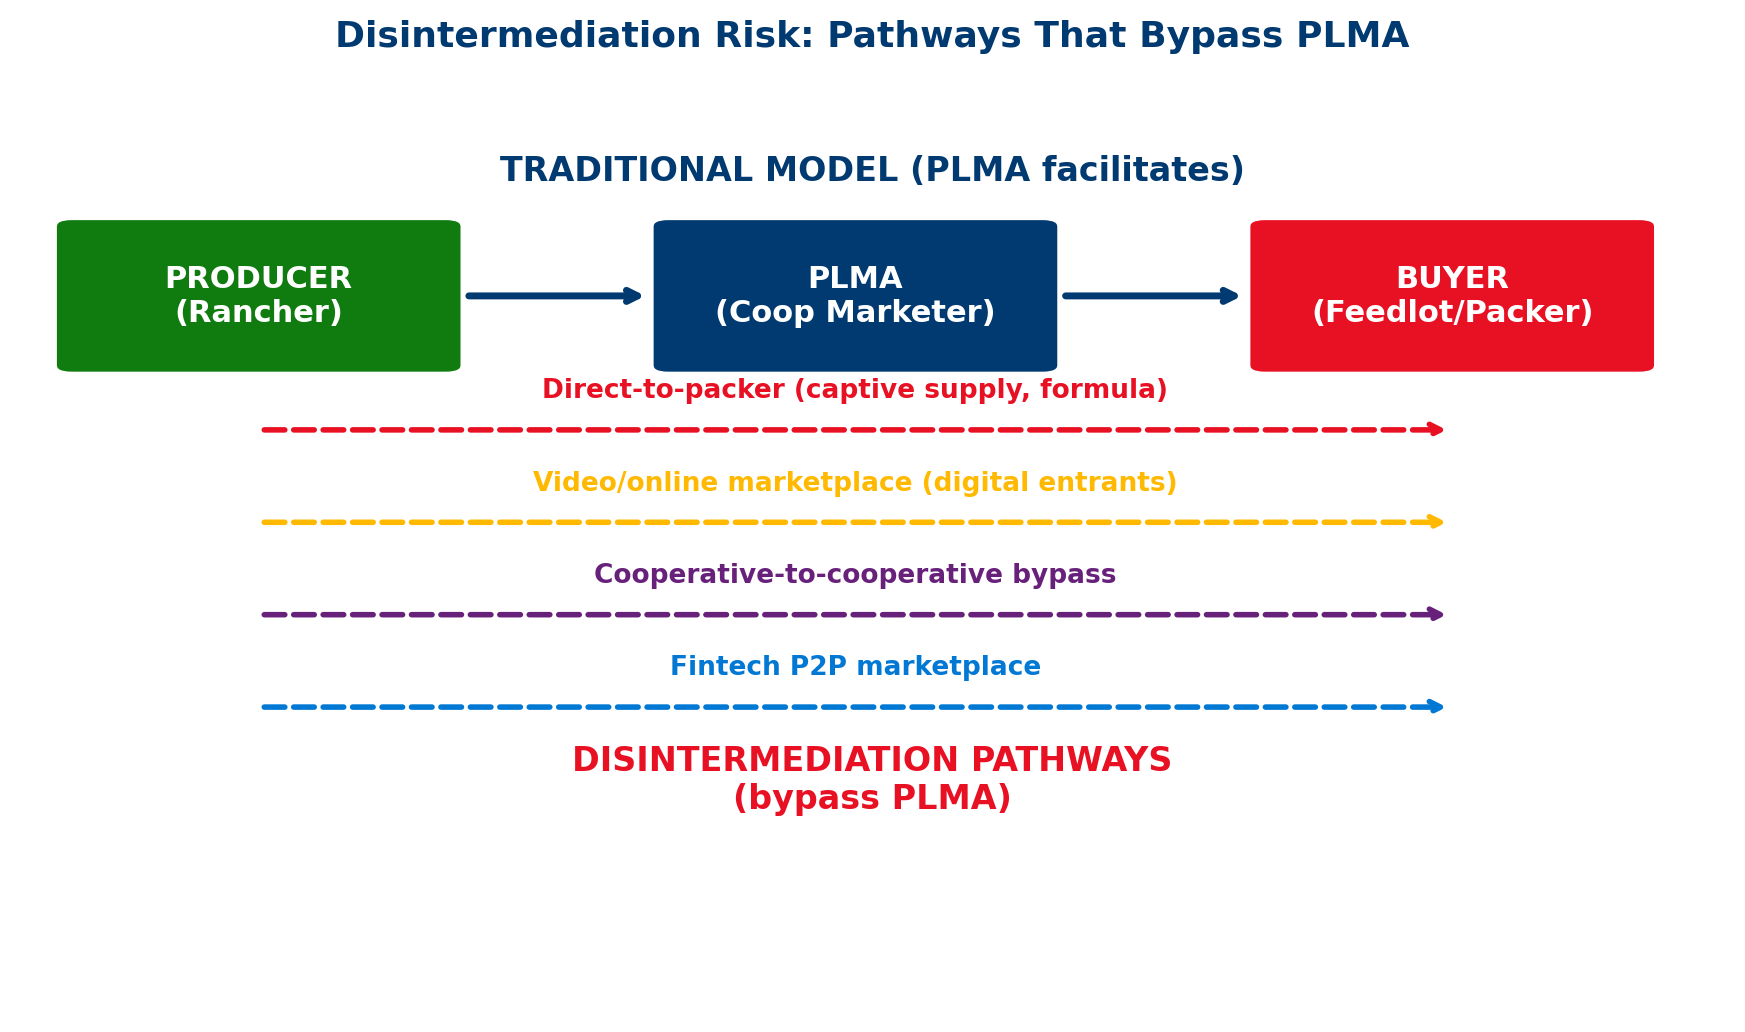 Disintermediation Risk: Pathways That Bypass PLMA
TRADITIONAL MODEL (PLMA facilitates)
PRODUCER
(Rancher)
PLMA
(Coop Marketer)
BUYER
(Feedlot/Packer)
Direct-to-packer (captive supply, formula)
Video/online marketplace (digital entrants)
Cooperative-to-cooperative bypass
Fintech P2P marketplace
DISINTERMEDIATION PATHWAYS
(bypass PLMA)